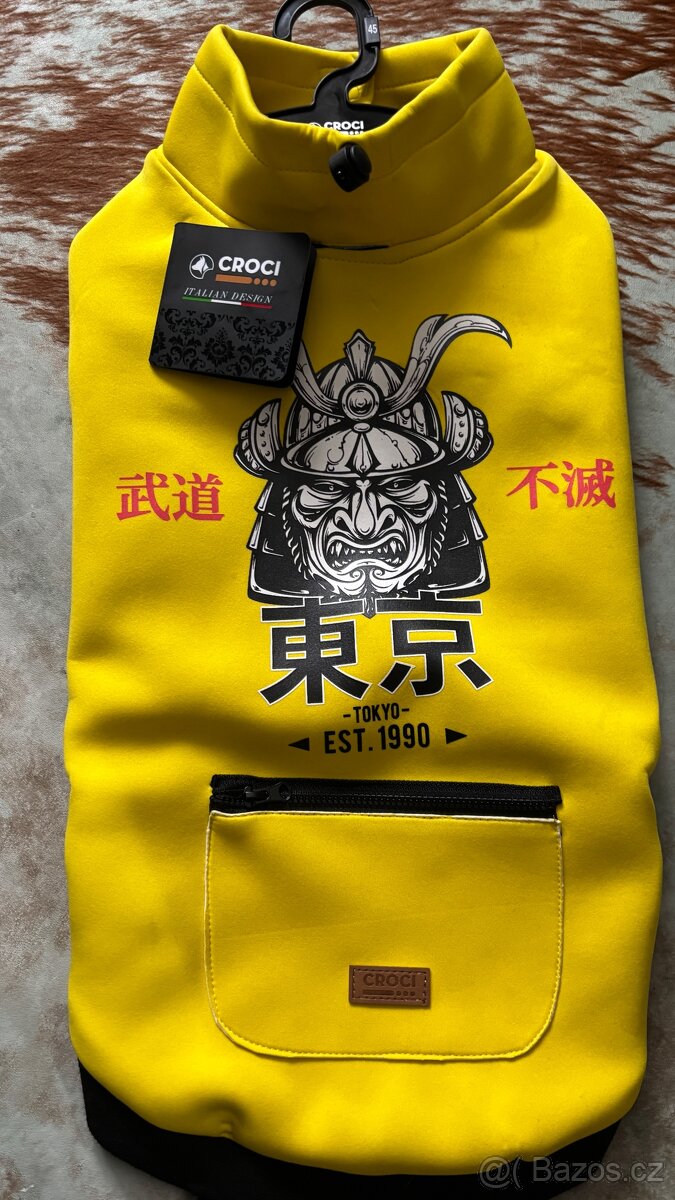 45
CROCI
CROCI
ITALIAN DESIGN
武道
不滅
東京
-TOKYO-
EST. 1990
CROCI
@( Bazos.cz